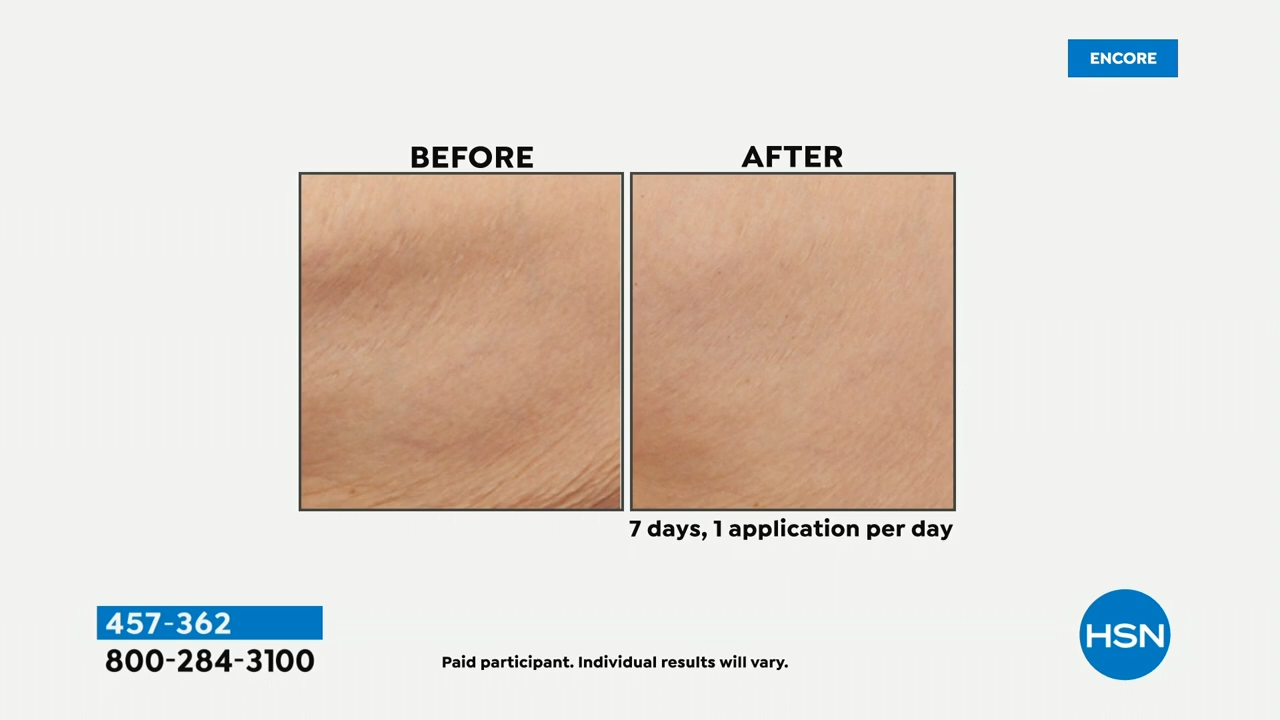 ENCORE
BEFORE
AFTER
7 days, 1 application per day
457-362
800-284-3100
Paid participant. Individual results will vary.
HSN